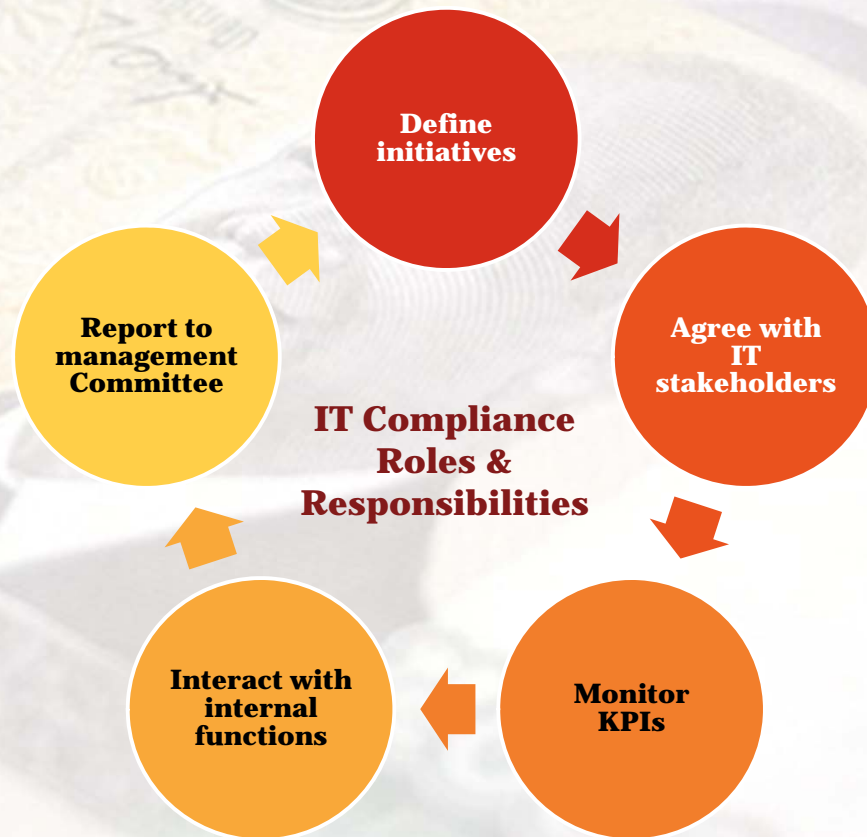 Define
initiatives
Agree with
IT
stakeholders
Monitor
KPIs
Interact with
internal
functions
Report to
management
Committee
IT Compliance
Roles &
Responsibilities